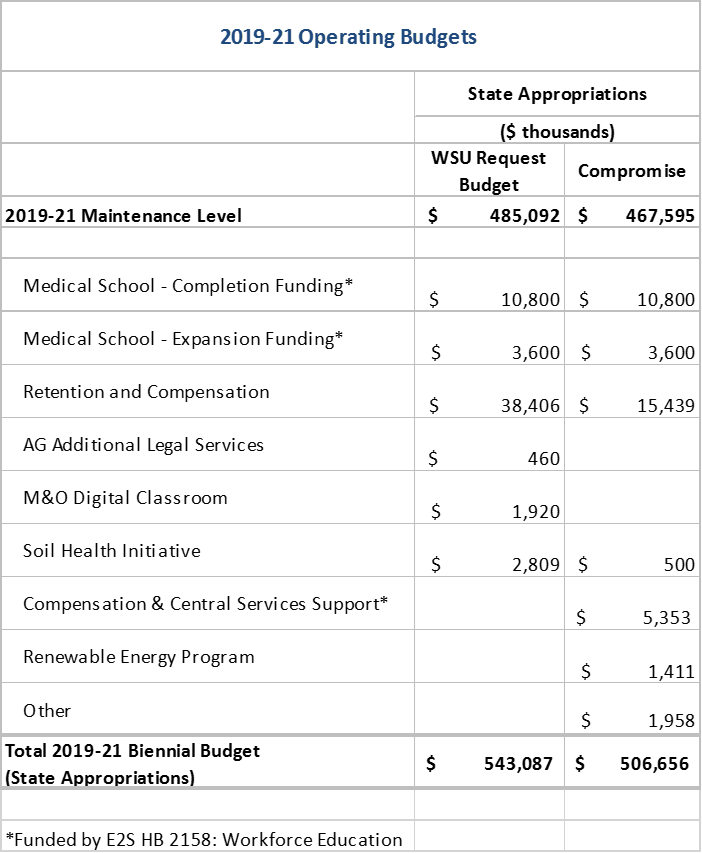 2019-21 Operating Budgets
State Appropriations
($ thousands)
WSU Request
Budget
Compromise
2019-21 Maintenance Level $ 485,092 $ 467,595
Medical School - Completion Funding* $ 10,800 $ 10,800
Medical School - Expansion Funding* $ 3,600 $ 3,600
Retention and Compensation $ 38,406 $ 15,439
AG Additional Legal Services $ 460
M&O Digital Classroom $ 1,920
Soil Health Initiative $ 2,809 $ 500
Compensation & Central Services Support* $ 5,353
Renewable Energy Program $ 1,411
Other $ 1,958
Total 2019-21 Biennial Budget
(State Appropriations) $ 543,087 $ 506,656
*Funded by E2S HB 2158: Workforce Education